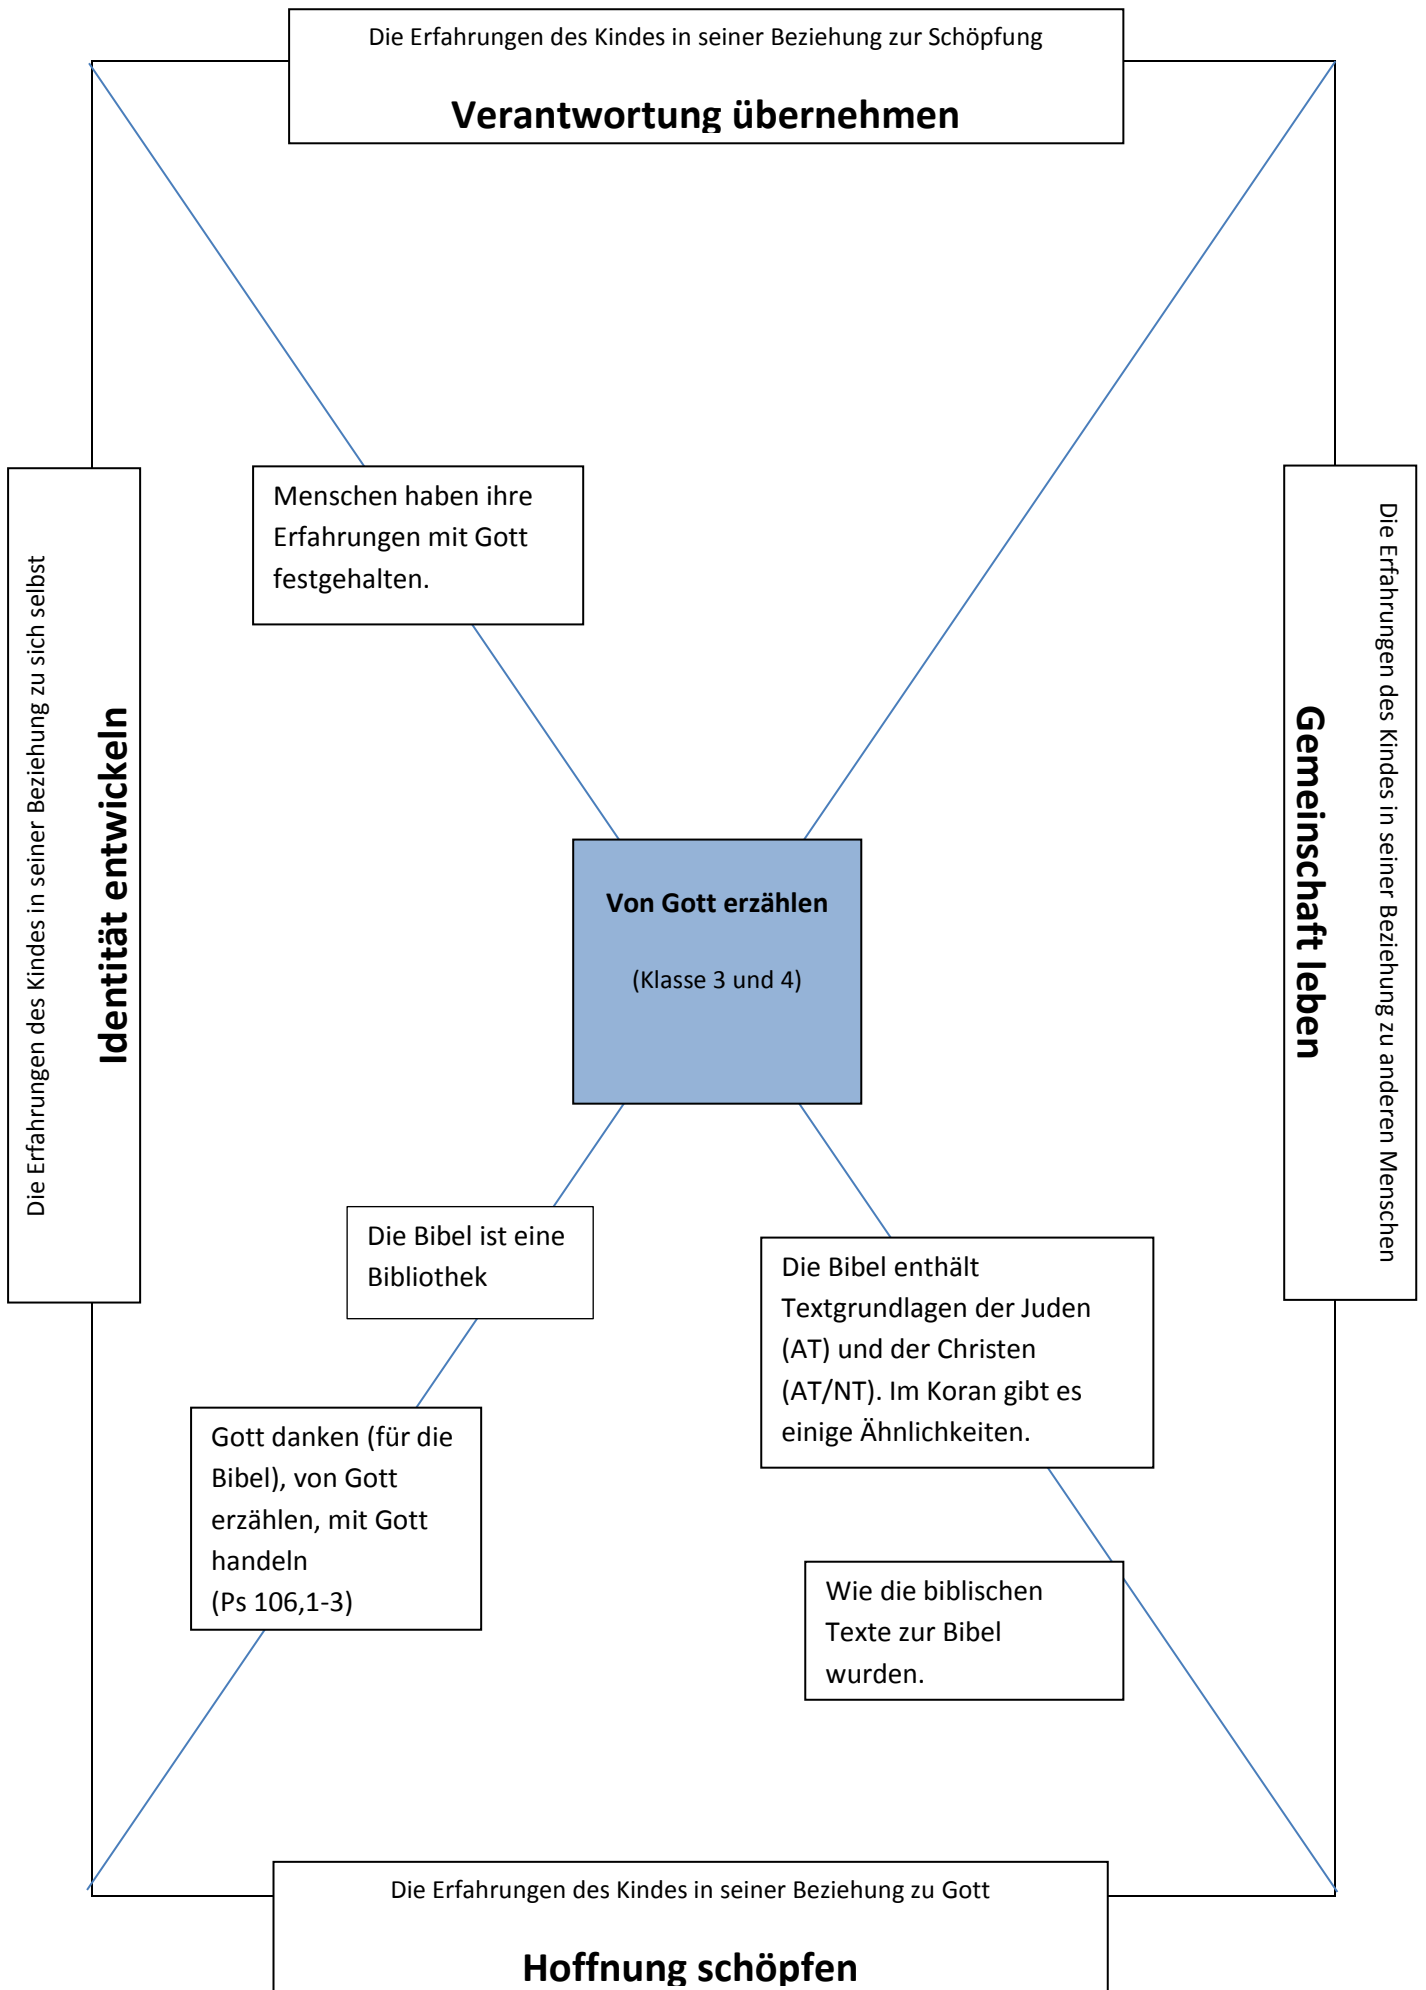 Die Erfahrungen des Kindes in seiner Beziehung zur Schöpfung
Verantwortung übernehmen
Die Erfahrungen des Kindes in seiner Beziehung zu sich selbst
Identität entwickeln
Menschen haben ihre
Erfahrungen mit Gott
festgehalten.
Die Erfahrungen des Kindes in seiner Beziehung zu anderen Menschen
Gemeinschaft leben
Von Gott erzählen
(Klasse 3 und 4)
Die Bibel ist eine
Bibliothek
Die Bibel enthält
Textgrundlagen der Juden
(AT) und der Christen
(AT/NT). Im Koran gibt es
einige Ähnlichkeiten.
Gott danken (für die
Bibel), von Gott
erzählen, mit Gott
handeln
(Ps 106,1-3)
Wie die biblischen
Texte zur Bibel
wurden.
Die Erfahrungen des Kindes in seiner Beziehung zu Gott
Hoffnung schöpfen